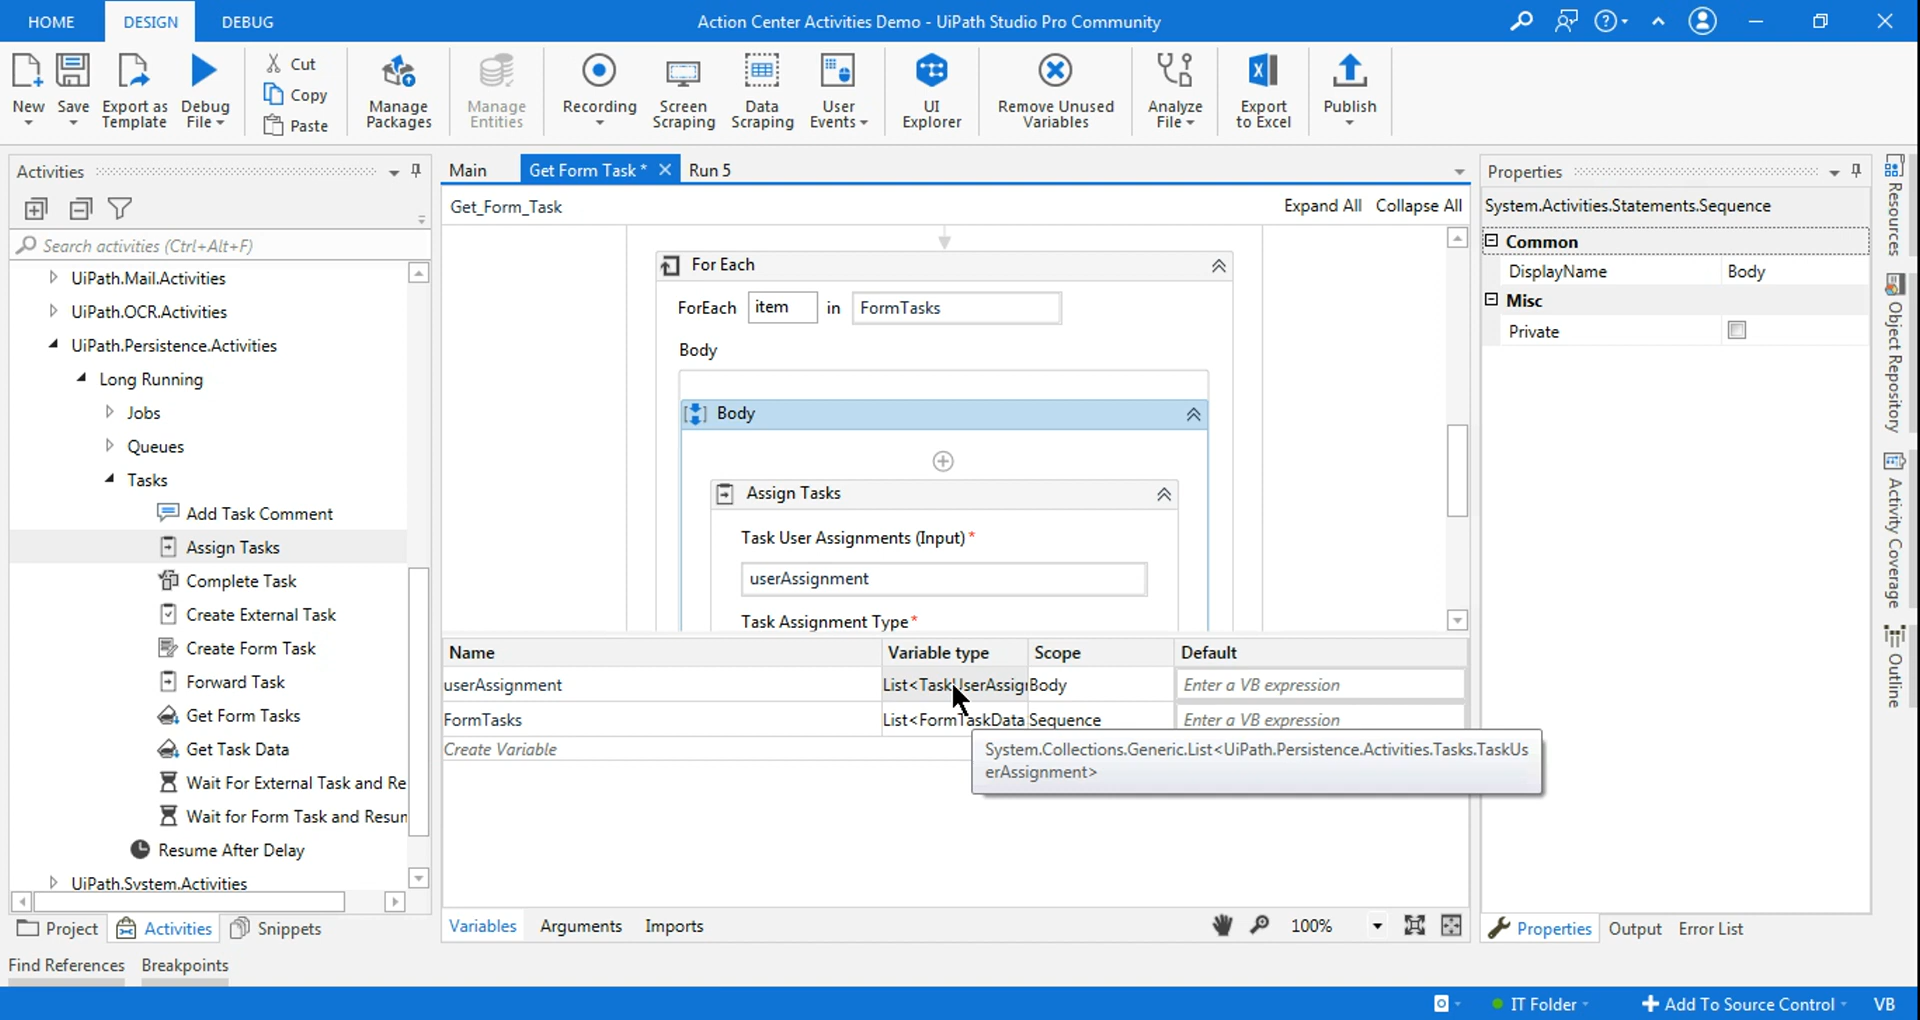 HOME DESIGN DEBUG Action Center Activities Demo - UiPath Studio Pro Community
New Save Export as Template Debug File Cut Copy Paste Manage Packages Manage Entities Recording Screen Scraping Data Scraping User Events UI Explorer Remove Unused Variables Analyze File Export to Excel Publish
Activities
Search activities (Ctrl+Alt+F)
UiPath.Mail.Activities
UiPath.OCR.Activities
UiPath.Persistence.Activities
Long Running
Jobs
Queues
Tasks
Add Task Comment
Assign Tasks
Complete Task
Create External Task
Create Form Task
Forward Task
Get Form Tasks
Get Task Data
Wait For External Task and Re
Wait for Form Task and Resum
Resume After Delay
UiPath.System.Activities
Project Activities Snippets
Find References Breakpoints
Main Get Form Task * Run 5
Get_Form_Task Expand All Collapse All
For Each
ForEach item in FormTasks
Body
Body
Assign Tasks
Task User Assignments (Input) *
userAssignment
Task Assignment Type *
Name Variable type Scope Default
userAssignment List<TaskUserAssign Body Enter a VB expression
FormTasks List<FormTaskData Sequence Enter a VB expression
Create Variable
System.Collections.Generic.List<UiPath.Persistence.Activities.Tasks.TaskUs
erAssignment>
Variables Arguments Imports 100%
Properties
System.Activities.Statements.Sequence
Common
DisplayName Body
Misc
Private
Properties Output Error List
Resources
Object Repository
Activity Coverage
Outline
IT Folder Add To Source Control VB